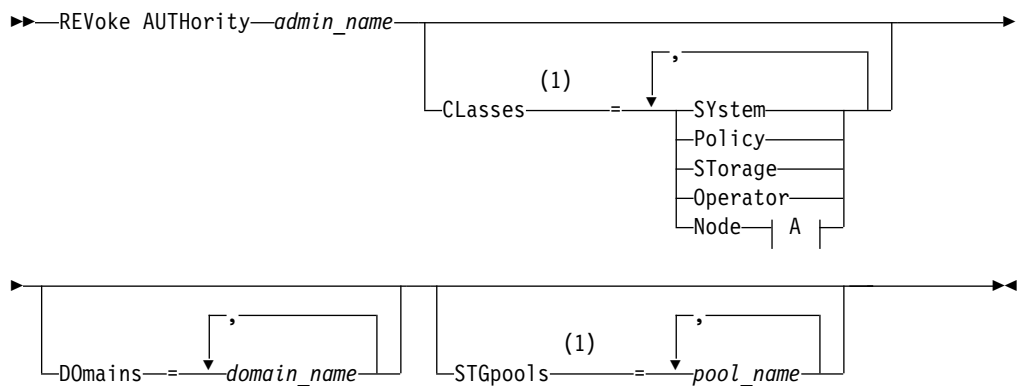 REVoke AUTHority admin_name
,
(1)
CLasses = SYstem
Policy
STorage
Operator
Node A
, ,
(1)
DOmains = domain_name STGpools = pool_name